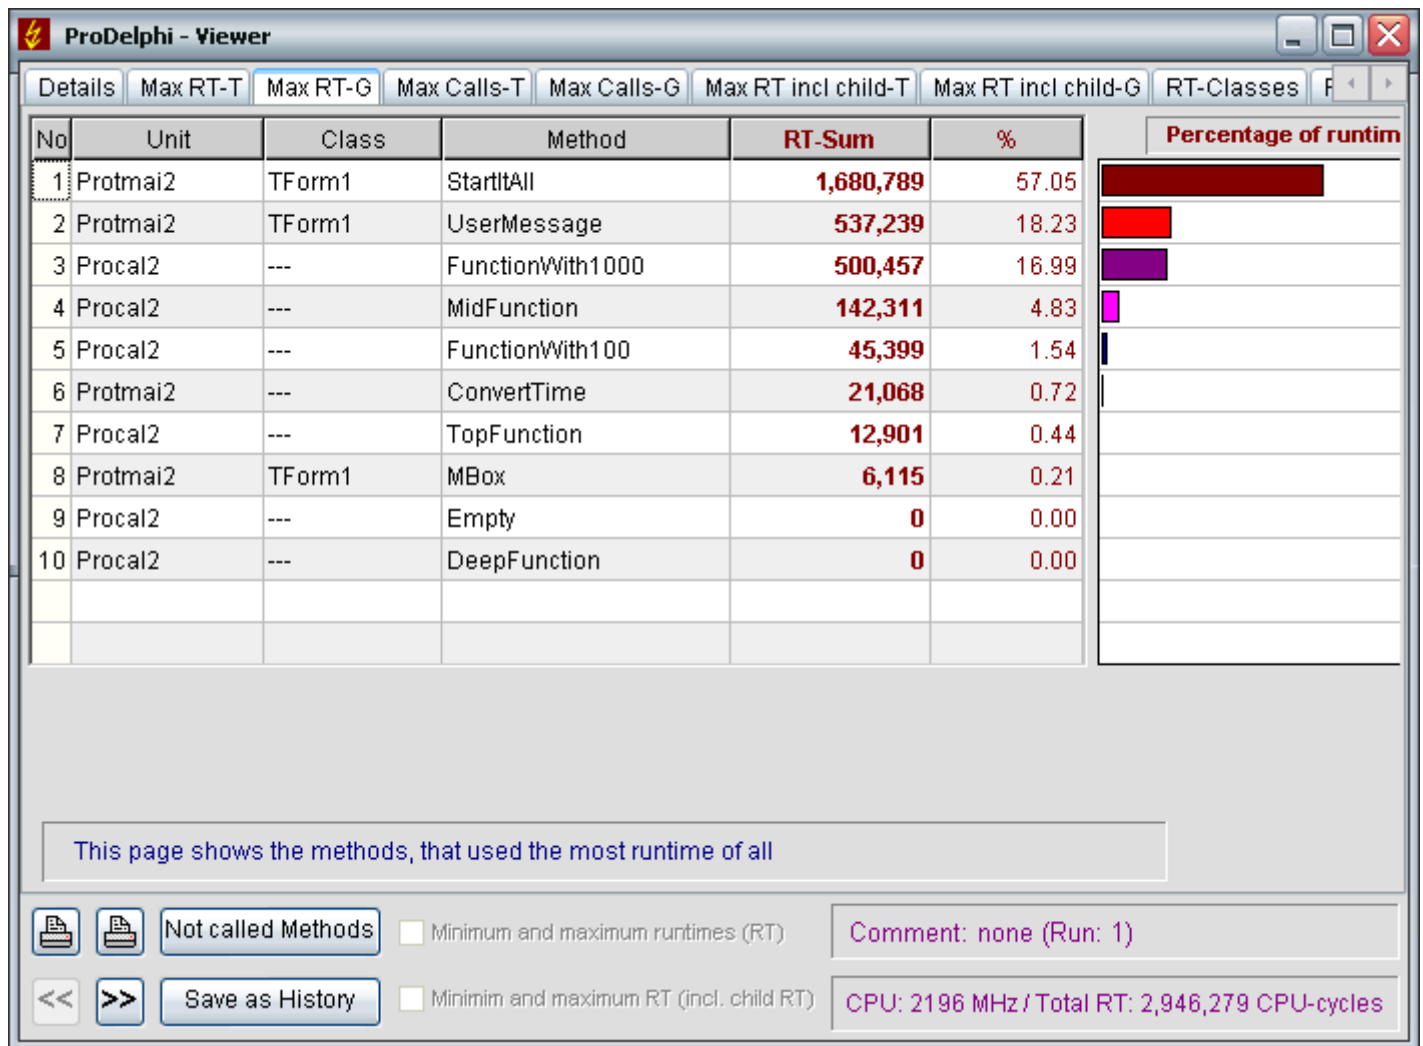 ProDelphi - Viewer
Details Max RT-T Max RT-G Max Calls-T Max Calls-G Max RT incl child-T Max RT incl child-G RT-Classes
No Unit Class Method RT-Sum % Percentage of runtim
1 Protmai2 TForm1 StartItAll 1,680,789 57.05
2 Protmai2 TForm1 UserMessage 537,239 18.23
3 Procal2 --- FunctionWith1000 500,457 16.99
4 Procal2 --- MidFunction 142,311 4.83
5 Procal2 --- FunctionWith100 45,399 1.54
6 Protmai2 --- ConvertTime 21,068 0.72
7 Procal2 --- TopFunction 12,901 0.44
8 Protmai2 TForm1 MBox 6,115 0.21
9 Procal2 --- Empty 0 0.00
10 Procal2 --- DeepFunction 0 0.00
This page shows the methods, that used the most runtime of all
Not called Methods Minimum and maximum runtimes (RT) Comment: none (Run: 1)
<< >> Save as History Minimim and maximum RT (incl. child RT) CPU: 2196 MHz / Total RT: 2,946,279 CPU-cycles